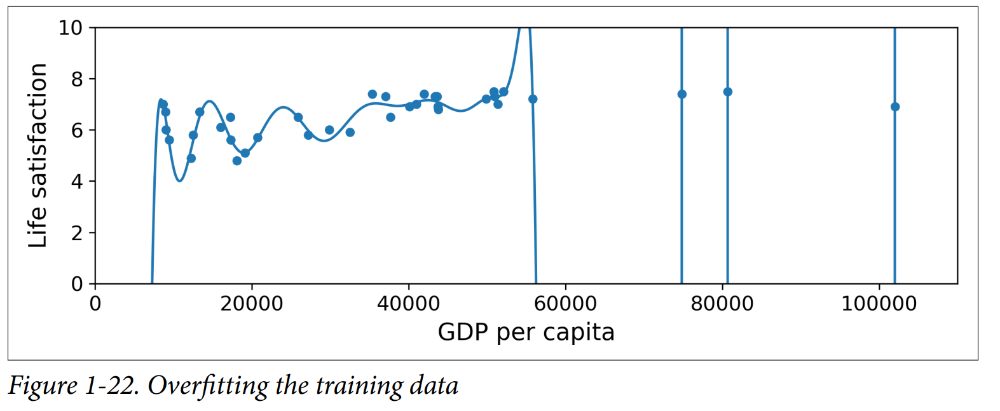 10
8
6
4
2
0
Life satisfaction
0 20000 40000 60000 80000 100000
GDP per capita
Figure 1-22. Overfitting the training data